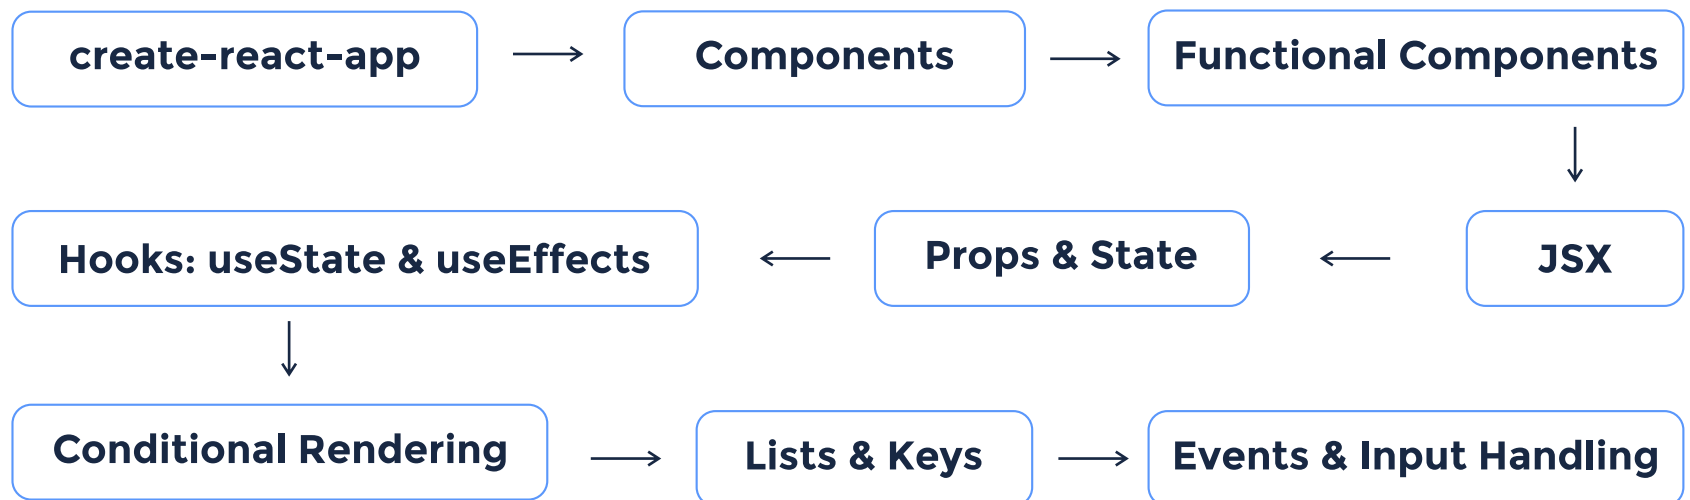 create-react-app
Components
Functional Components
JSX
Props & State
Hooks: useState & useEffects
Conditional Rendering
Lists & Keys
Events & Input Handling